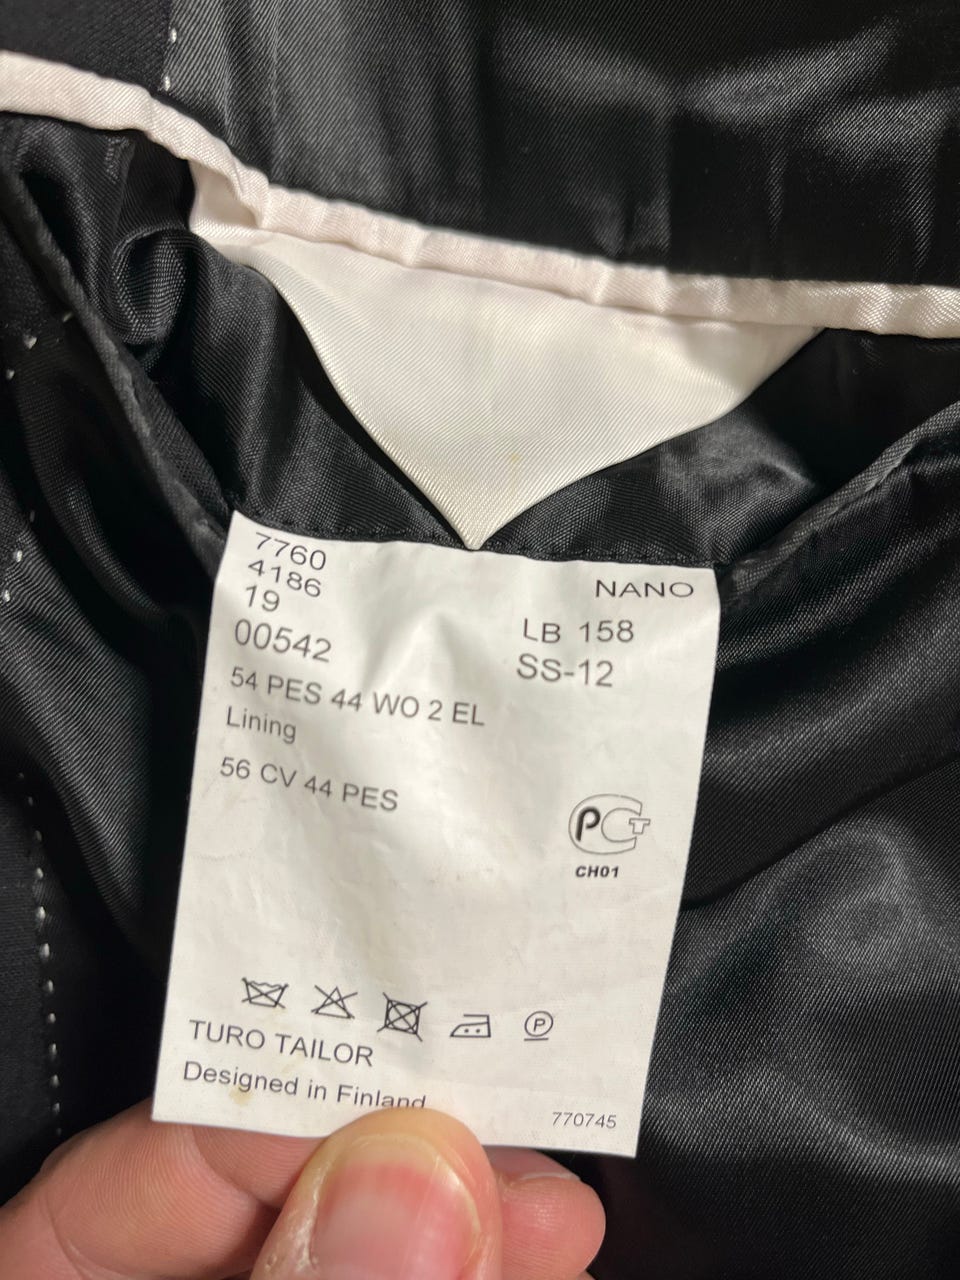 7760
4186
19
00542
NANO
LB 158
SS-12
54 PES 44 WO 2 EL
Lining
56 CV 44 PES
PCT
CH01
P
TURO TAILOR
Designed in Finland
770745